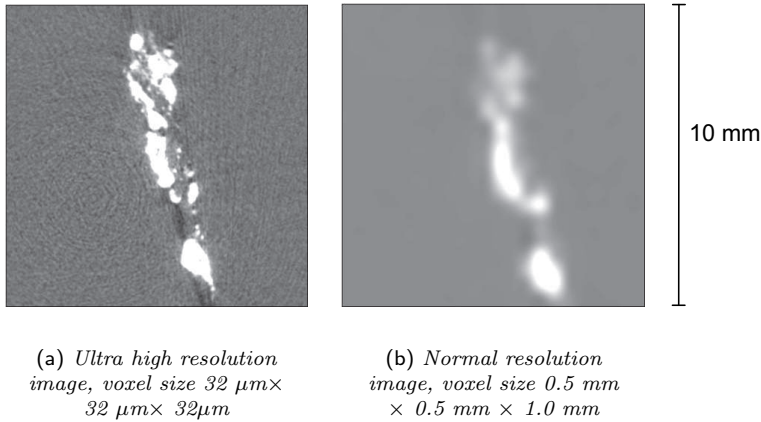 10 mm
(a) Ultra high resolution
image, voxel size 32 µm×
32 µm× 32µm
(b) Normal resolution
image, voxel size 0.5 mm
× 0.5 mm × 1.0 mm